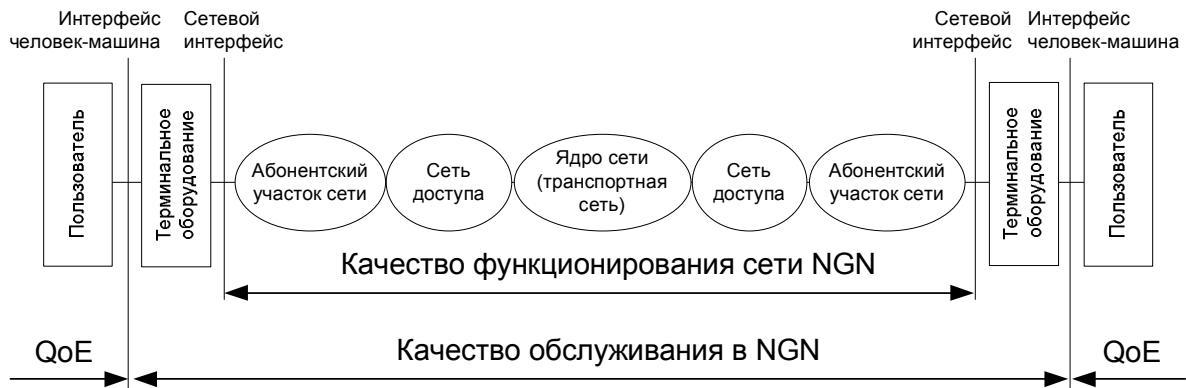 Интерфейс
человек-машина
Сетевой
интерфейс
Сетевой
интерфейс
Интерфейс
человек-машина
Пользователь
Терминальное
оборудование
Абонентский
участок сети
Сеть
доступа
Ядро сети
(транспортная
сеть)
Сеть
доступа
Абонентский
участок сети
Терминальное
оборудование
Пользователь
Качество функционирования сети NGN
QoE
Качество обслуживания в NGN
QoE